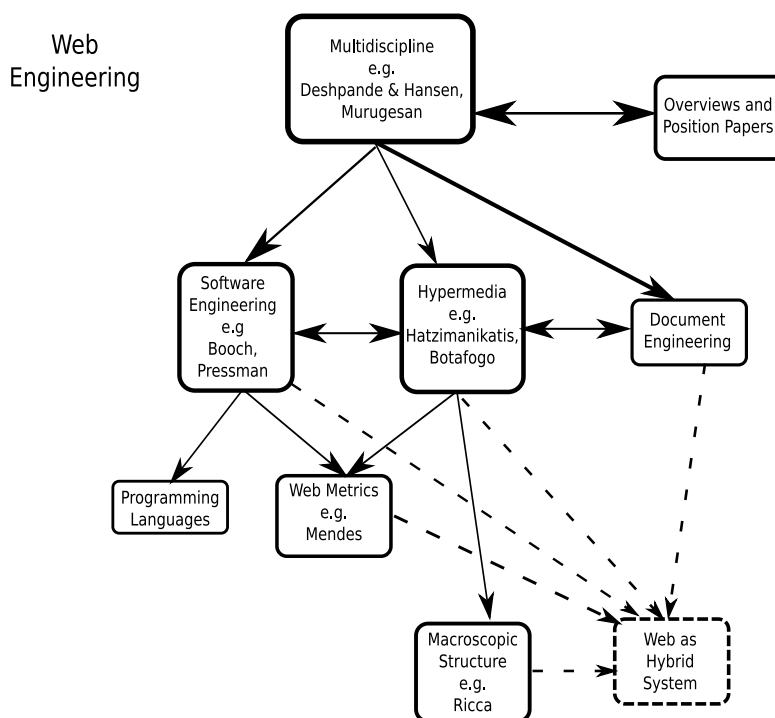 Web
Engineering
Multidiscipline
e.g.
Deshpande & Hansen,
Murugesan
Overviews and
Position Papers
Software
Engineering
e.g
Booch,
Pressman
Hypermedia
e.g.
Hatzimanikatis,
Botafogo
Document
Engineering
Programming
Languages
Web Metrics
e.g.
Mendes
Macroscopic
Structure
e.g.
Ricca
Web as
Hybrid
System